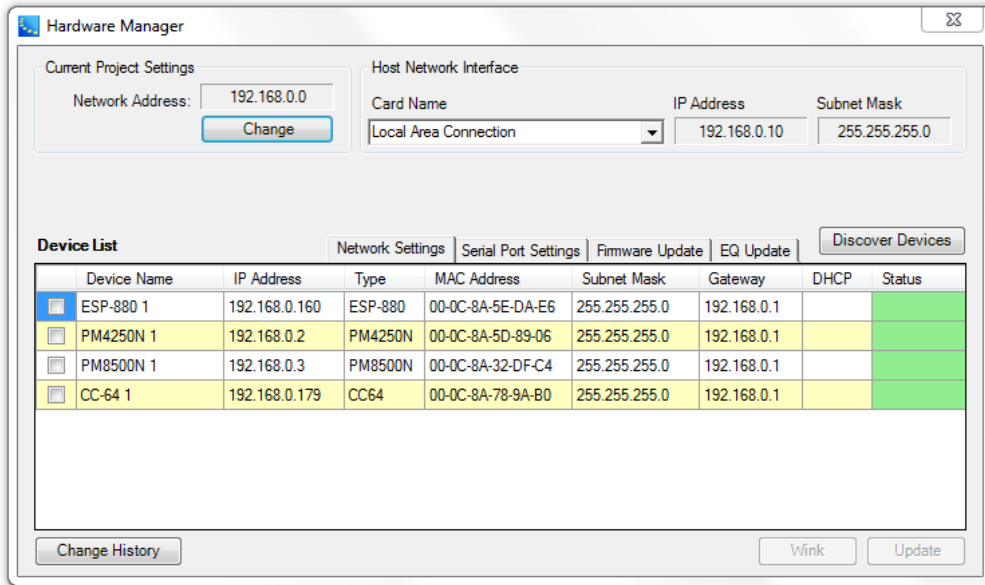 Hardware Manager
Current Project Settings
Network Address: 192.168.0.0
Change
Host Network Interface
Card Name IP Address Subnet Mask
Local Area Connection 192.168.0.10 255.255.255.0
Device List Network Settings Serial Port Settings Firmware Update EQ Update Discover Devices
Device Name IP Address Type MAC Address Subnet Mask Gateway DHCP Status
ESP-880 1 192.168.0.160 ESP-880 00-0C-8A-5E-DA-E6 255.255.255.0 192.168.0.1
PM4250N 1 192.168.0.2 PM4250N 00-0C-8A-5D-89-06 255.255.255.0 192.168.0.1
PM8500N 1 192.168.0.3 PM8500N 00-0C-8A-32-DF-C4 255.255.255.0 192.168.0.1
CC-64 1 192.168.0.179 CC64 00-0C-8A-78-9A-B0 255.255.255.0 192.168.0.1
Change History Wink Update